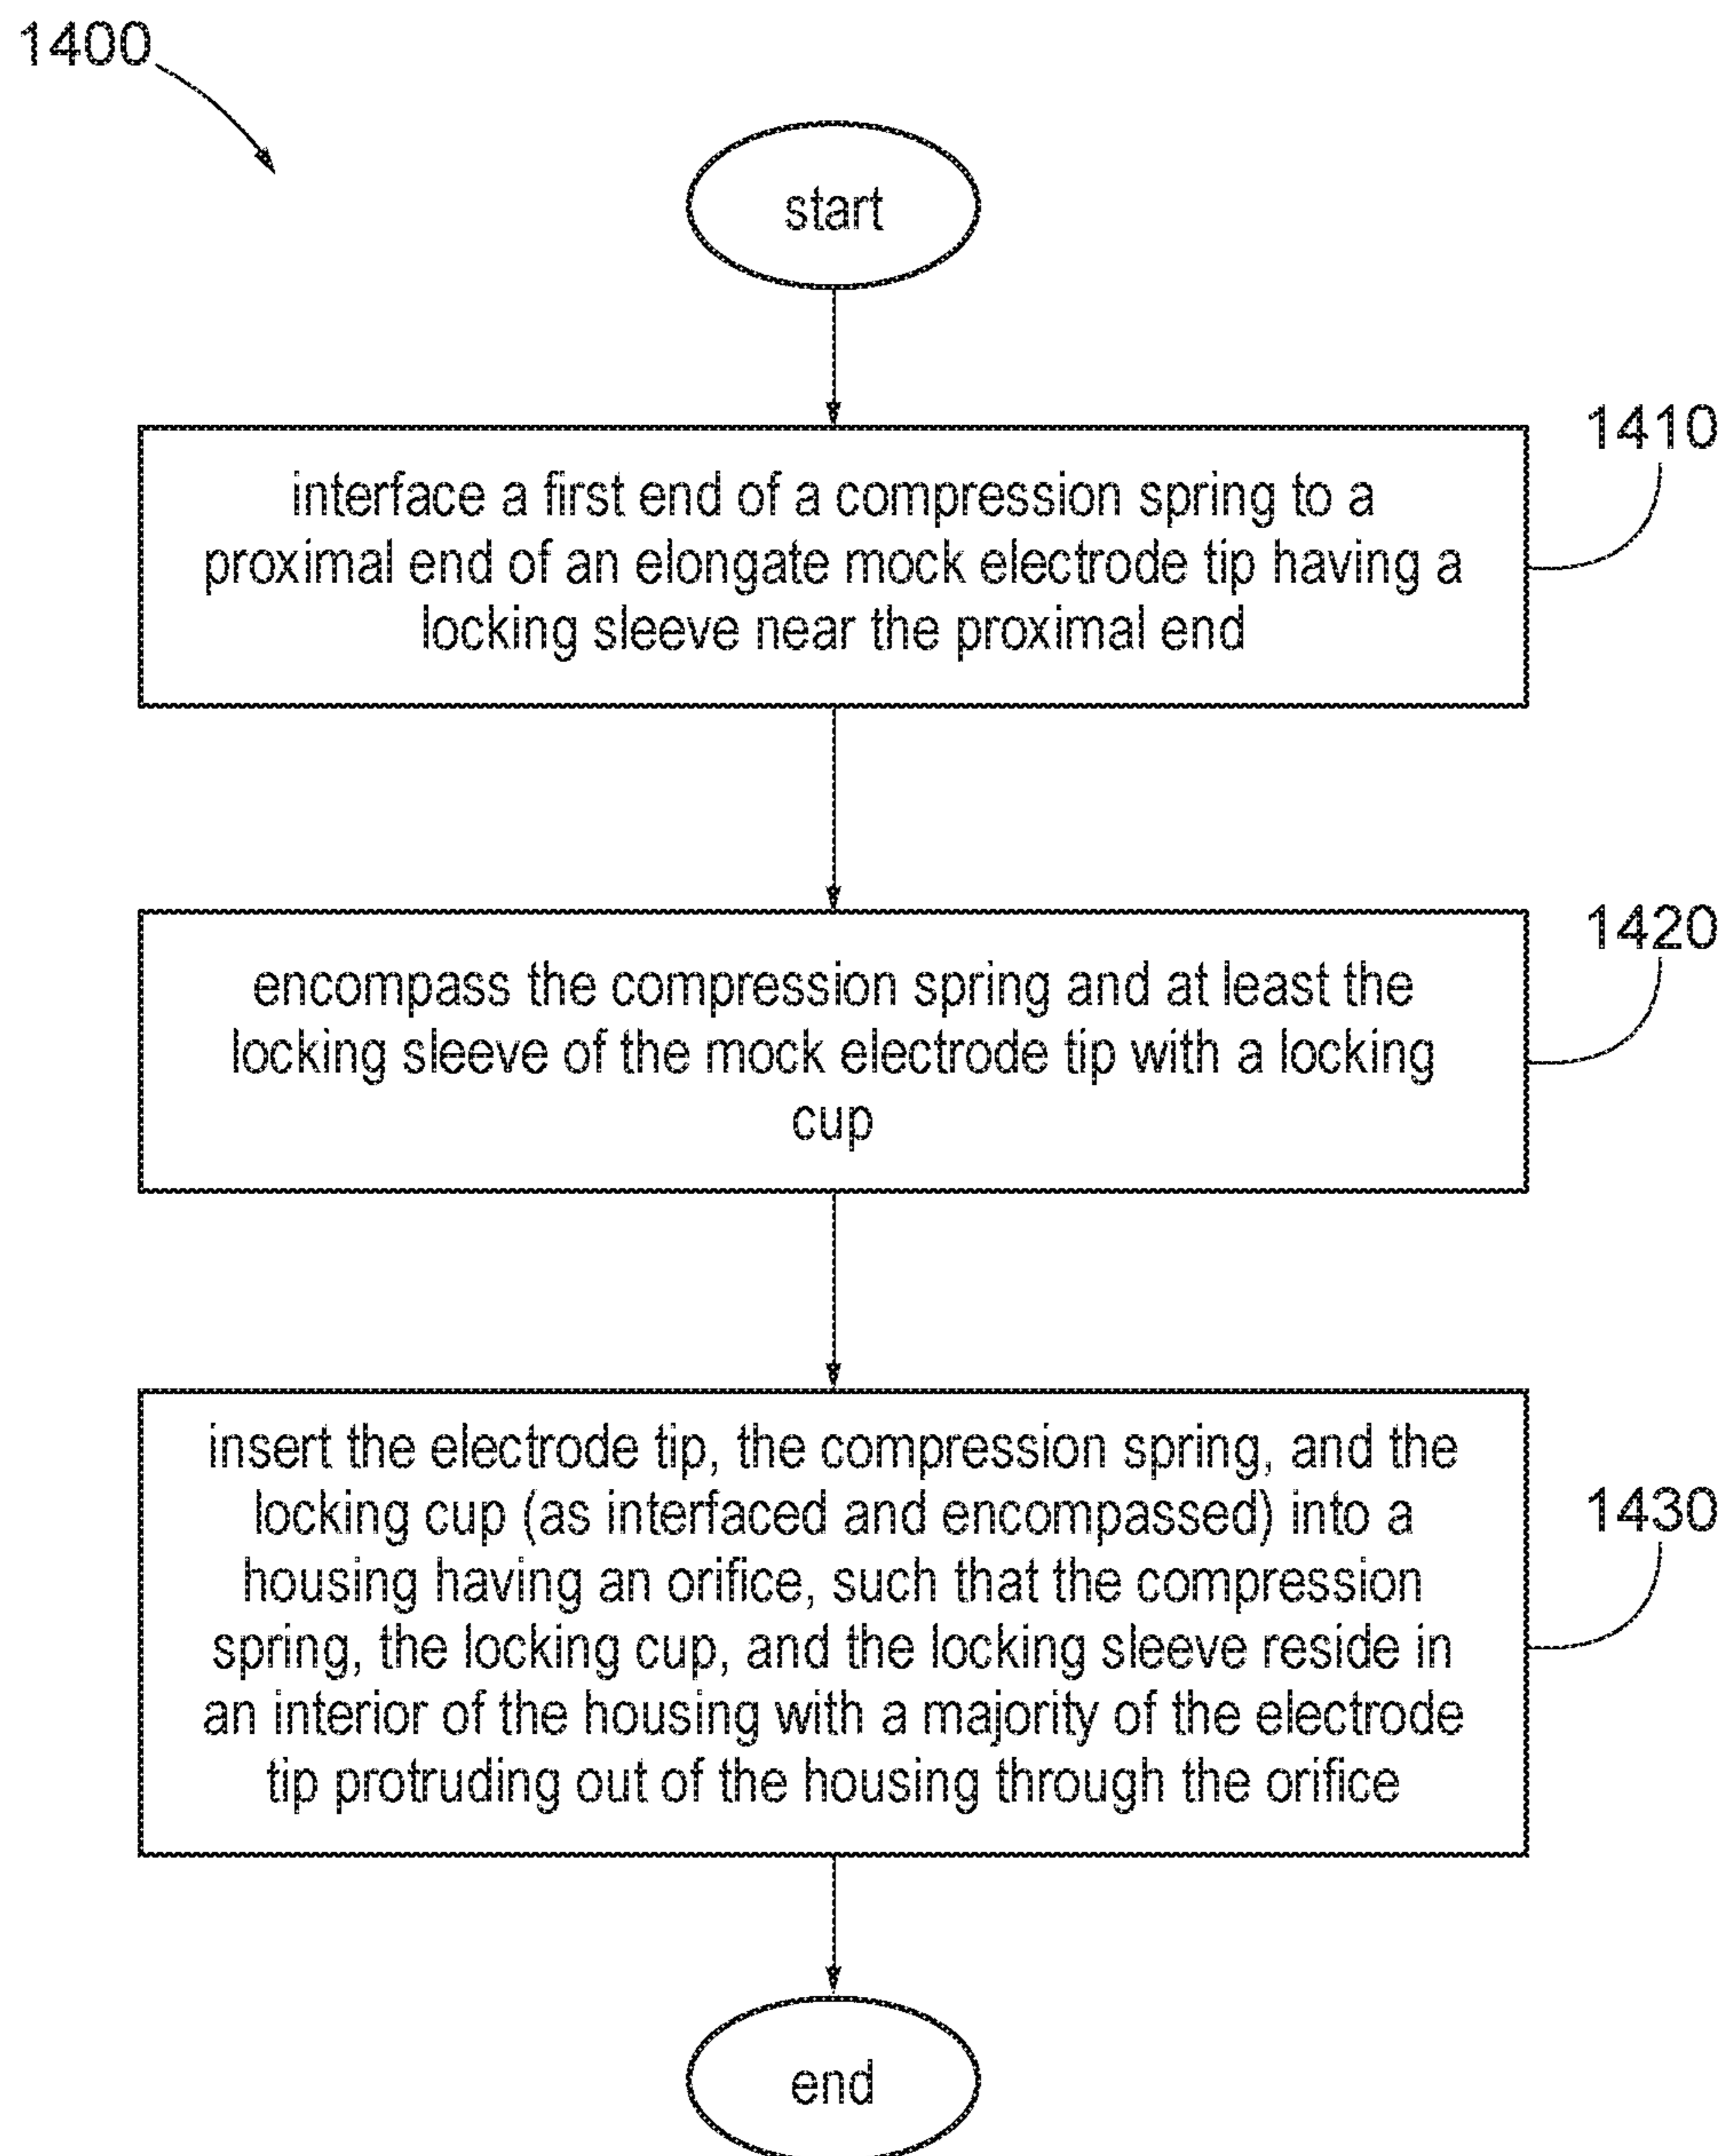 1400
start
1410
interface a first end of a compression spring to a
proximal end of an elongate mock electrode tip having a
locking sleeve near the proximal end
1420
encompass the compression spring and at least the
locking sleeve of the mock electrode tip with a locking
cup
insert the electrode tip, the compression spring, and the
locking cup (as interfaced and encompassed) into a
1430
housing having an orifice, such that the compression
spring, the locking cup, and the locking sleeve reside in
an interior of the housing with a majority of the electrode
tip protruding out of the housing through the orifice
end